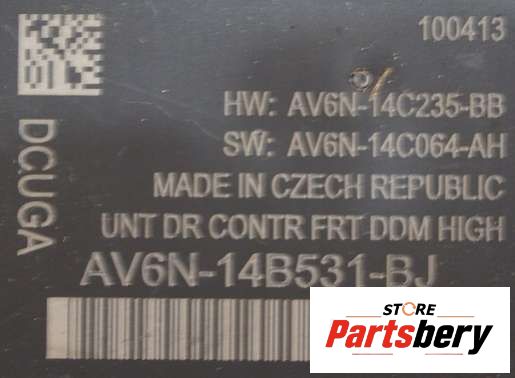 100413
HW: AV6N-14C235-BB
SW: AV6N-14C064-AH
MADE IN CZECH REPUBLIC
UNT DR CONTR FRT DDM HIGH
AV6N-14B531-BJ
DCUGA
STORE
Partsbery